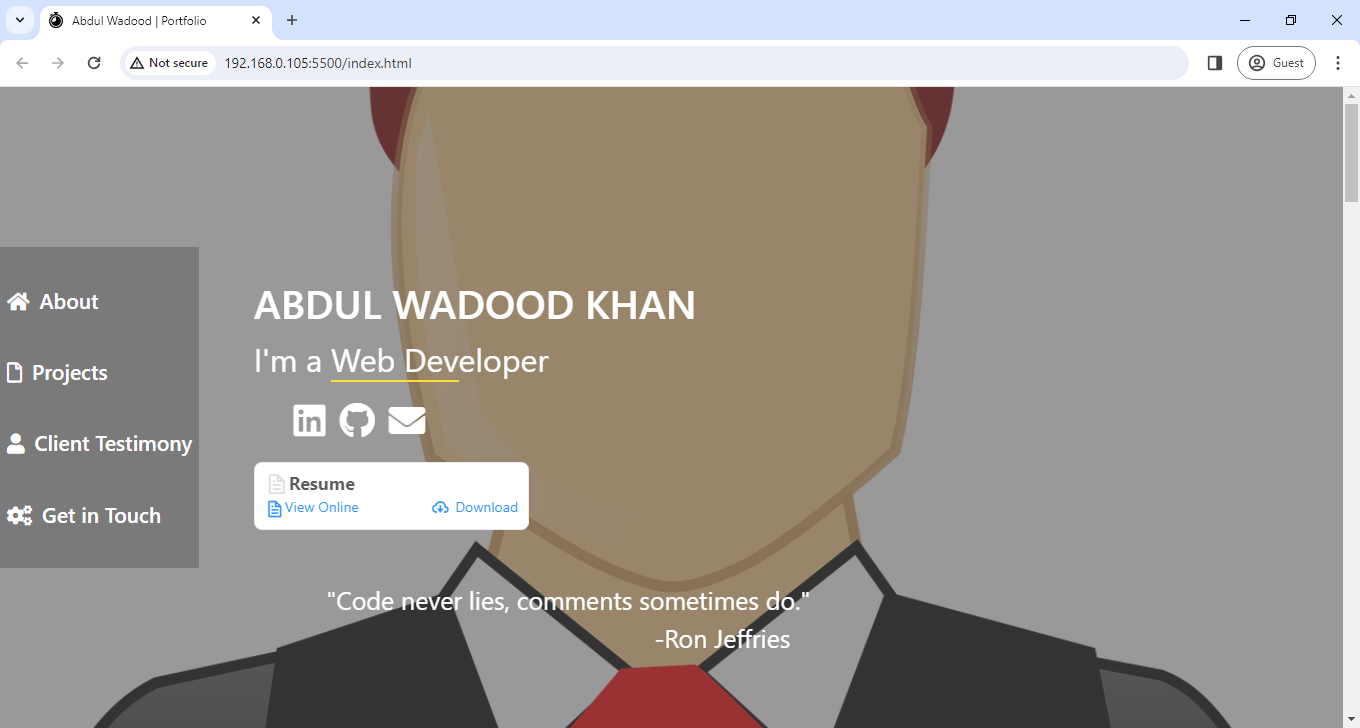 Abdul Wadood | Portfolio
Not secure
192.168.0.105:5500/index.html
Guest
About
Projects
Client Testimony
Get in Touch
ABDUL WADOOD KHAN
I'm a Web Developer
in
Resume
View Online
Download
"Code never lies, comments sometimes do."
-Ron Jeffries